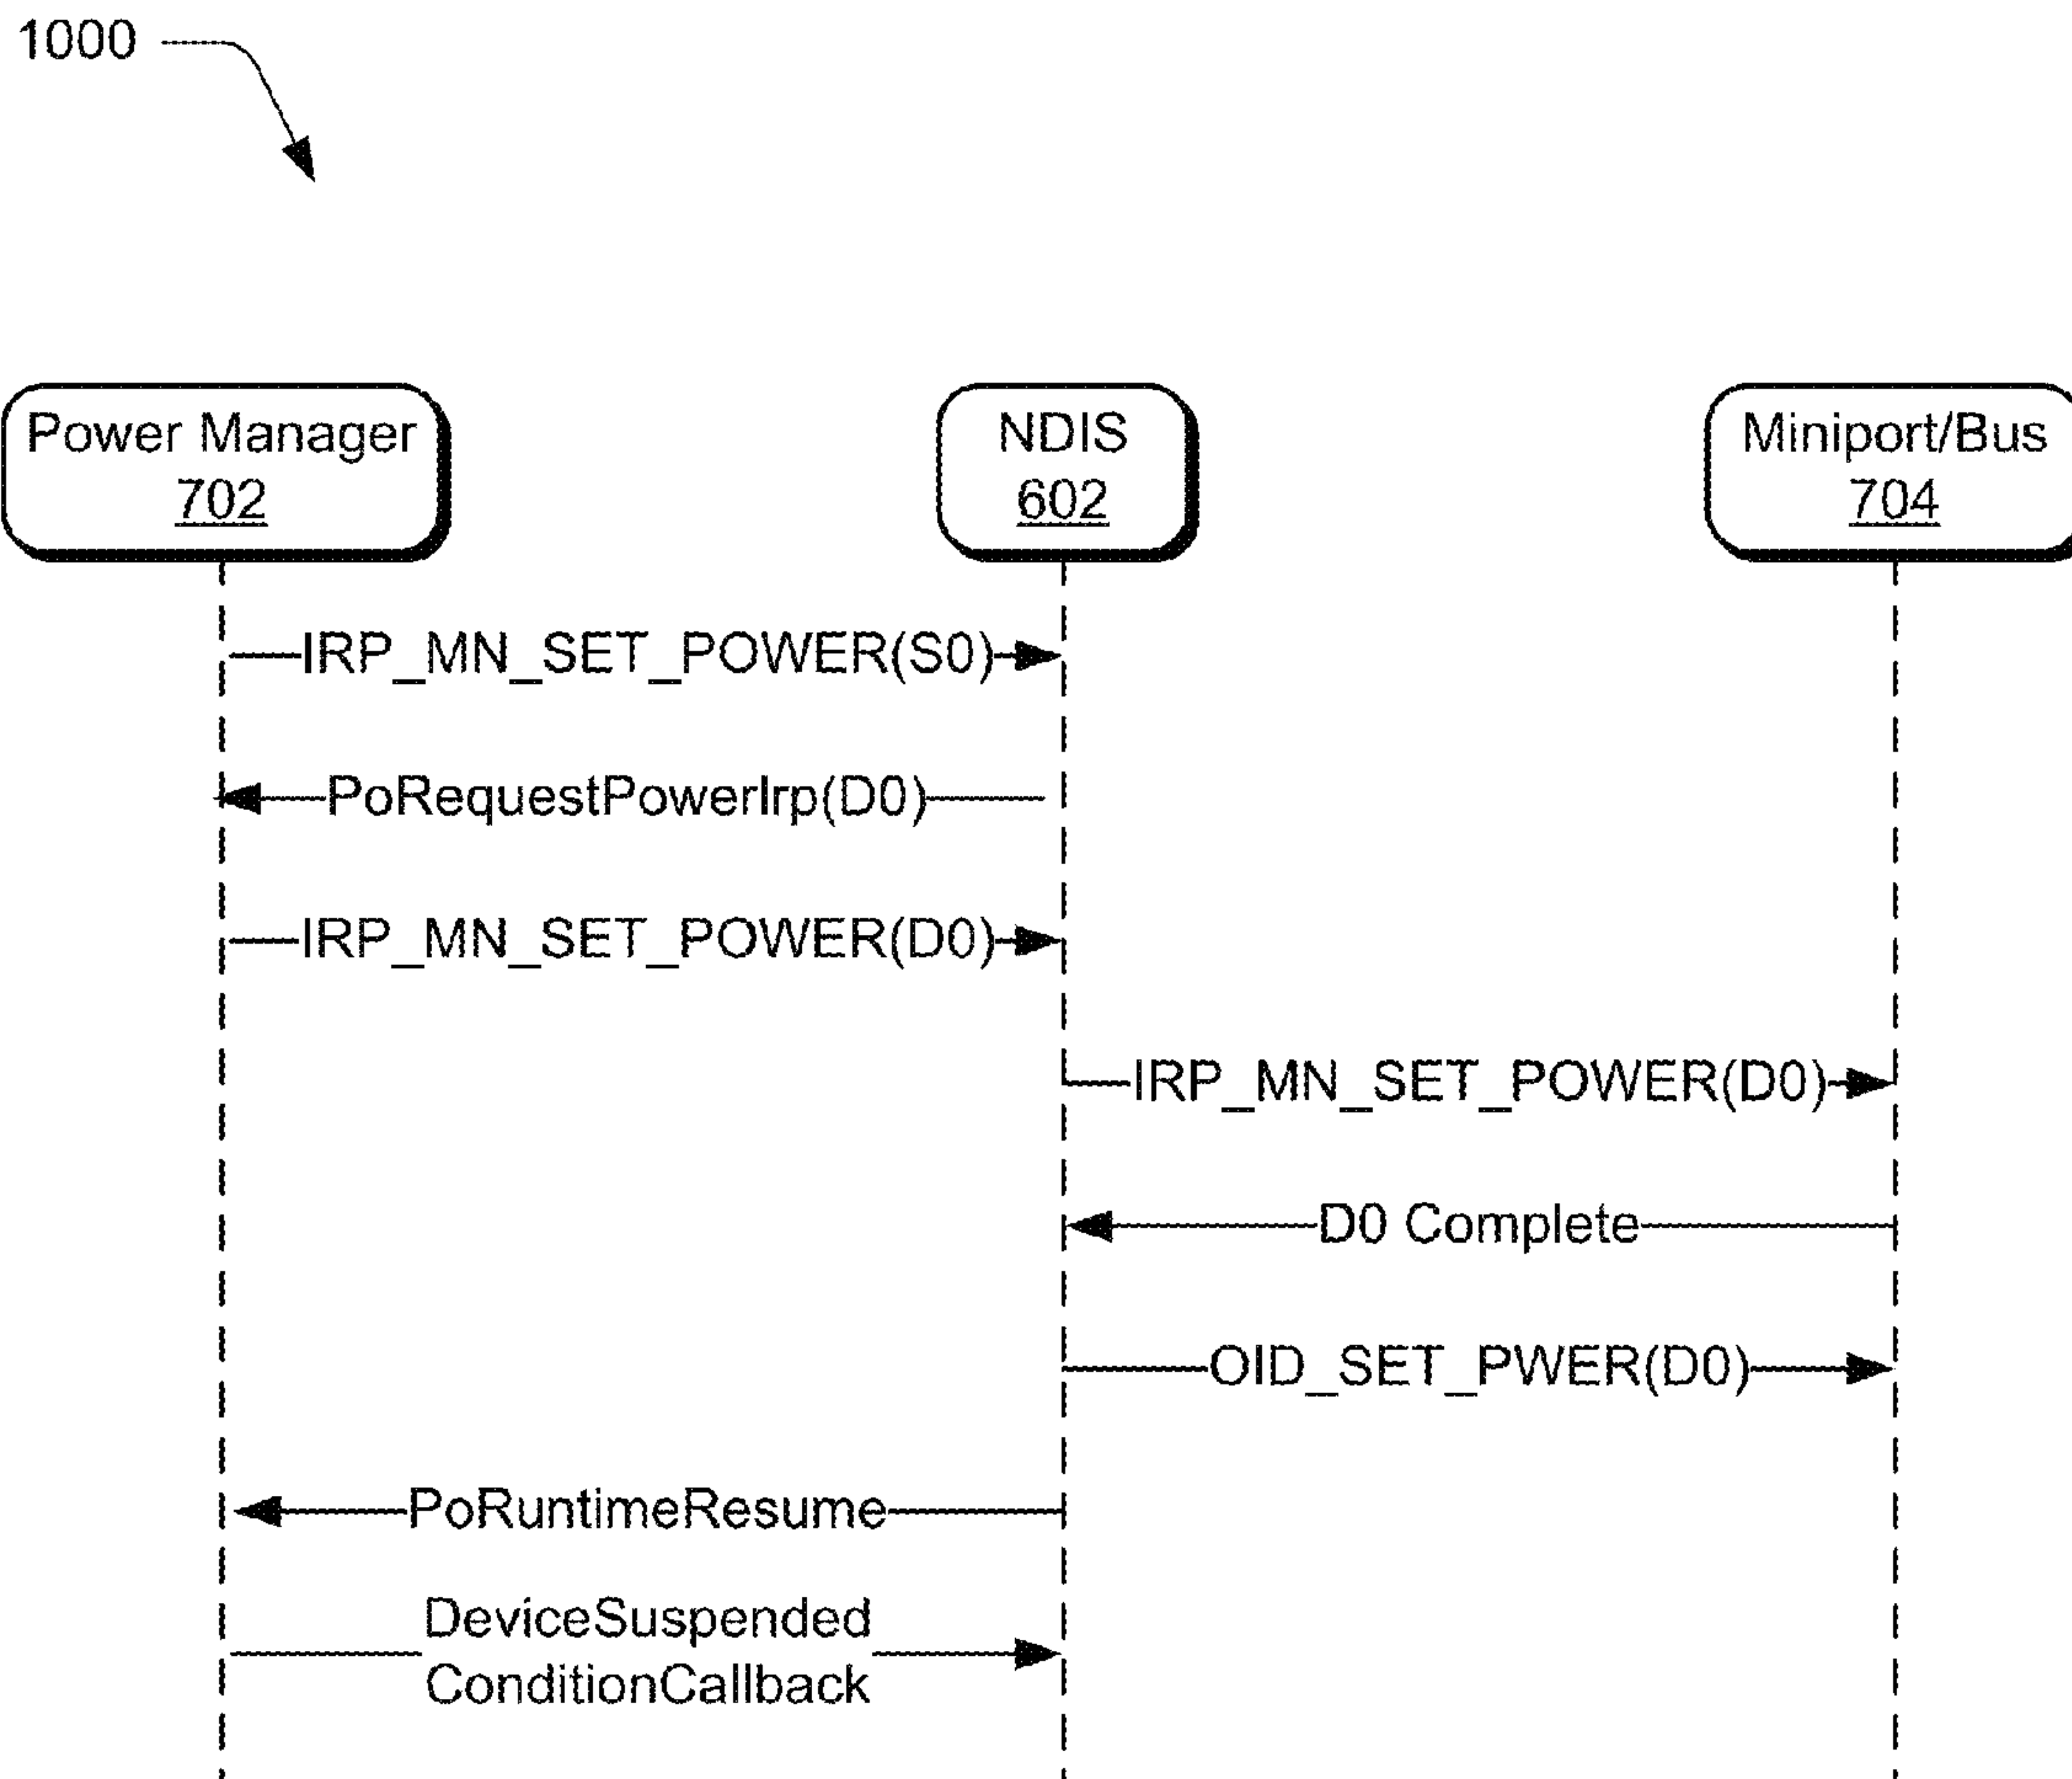 1000
Power Manager
702
NDIS
602
Miniport/Bus
704
IRP_MN_SET_POWER(S0)
PoRequestPowerIrp(D0)
IRP_MN_SET_POWER(D0)
IRP_MN_SET_POWER(D0)
D0 Complete
OID_SET_PWER(D0)
PoRuntimeResume
DeviceSuspended
ConditionCallback